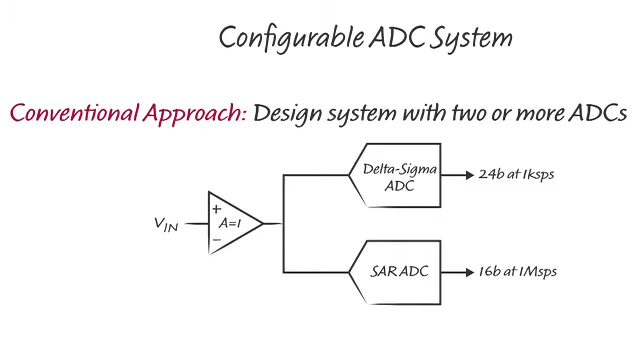 Configurable ADC System
Conventional Approach: Design system with two or more ADCs
Delta-Sigma
ADC
24b at 1ksps
VIN
+
A=1
−
SAR ADC
16b at 1Msps